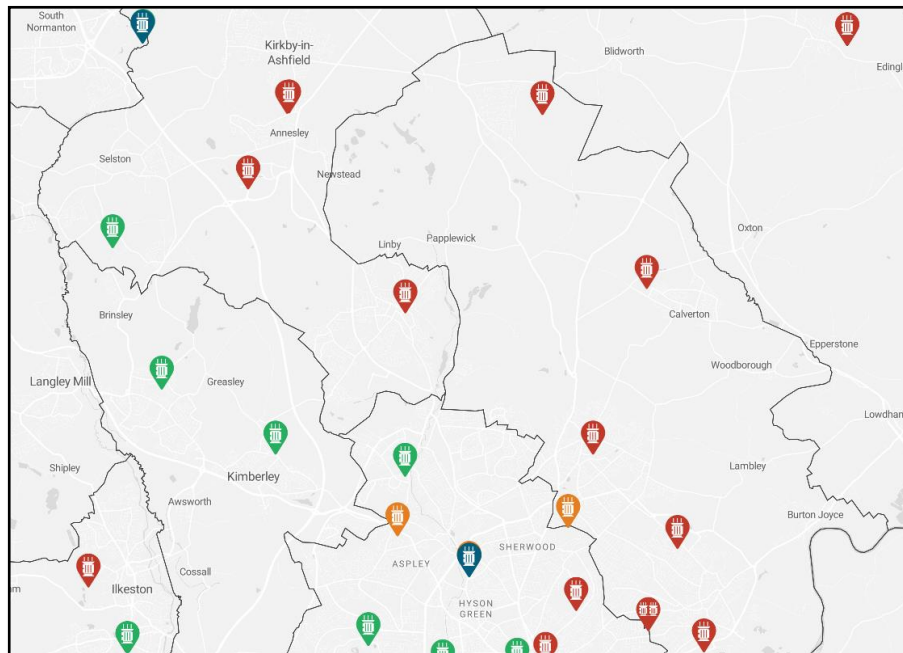 South
Normanton
Kirkby-in-
Ashfield
Blidworth
Edingl
Annesley
Selston
Newstead
Oxton
Linby
Papplewick
Brinsley
Calverton
Epperstone
Woodborough
Langley Mill
Greasley
Lowdham
Shipley
Kimberley
Lambley
Awsworth
Burton Joyce
SHERWOOD
ASPLEY
Cossall
m
Ilkeston
HYSON
GREEN